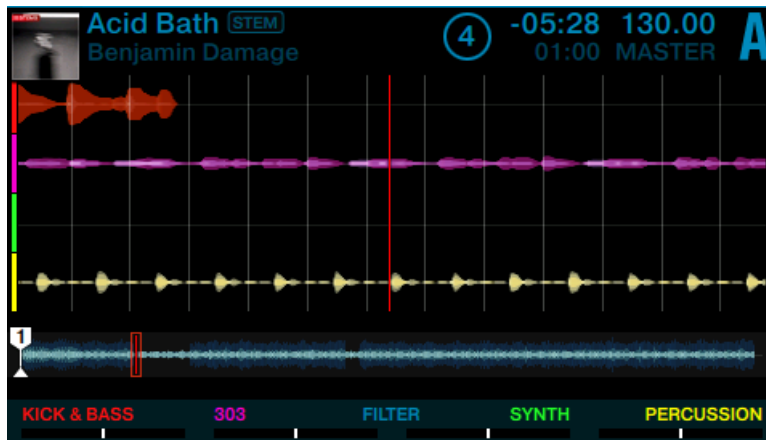 Acid Bath STEM
Benjamin Damage
4
-05:28 130.00
01:00 MASTER
A
1
KICK & BASS 303 FILTER SYNTH PERCUSSION